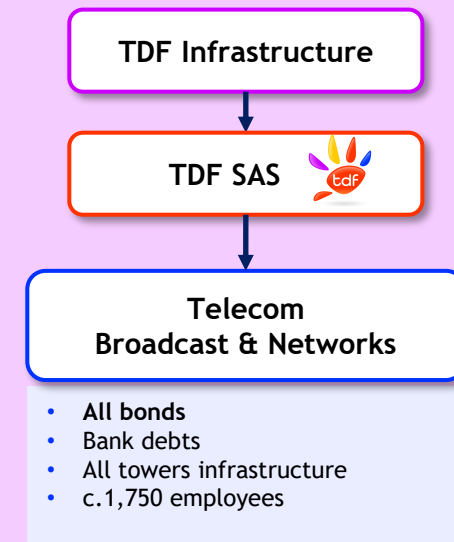 TDF Infrastructure
TDF SAS
tdf
Telecom
Broadcast & Networks
• All bonds
• Bank debts
• All towers infrastructure
• c.1,750 employees